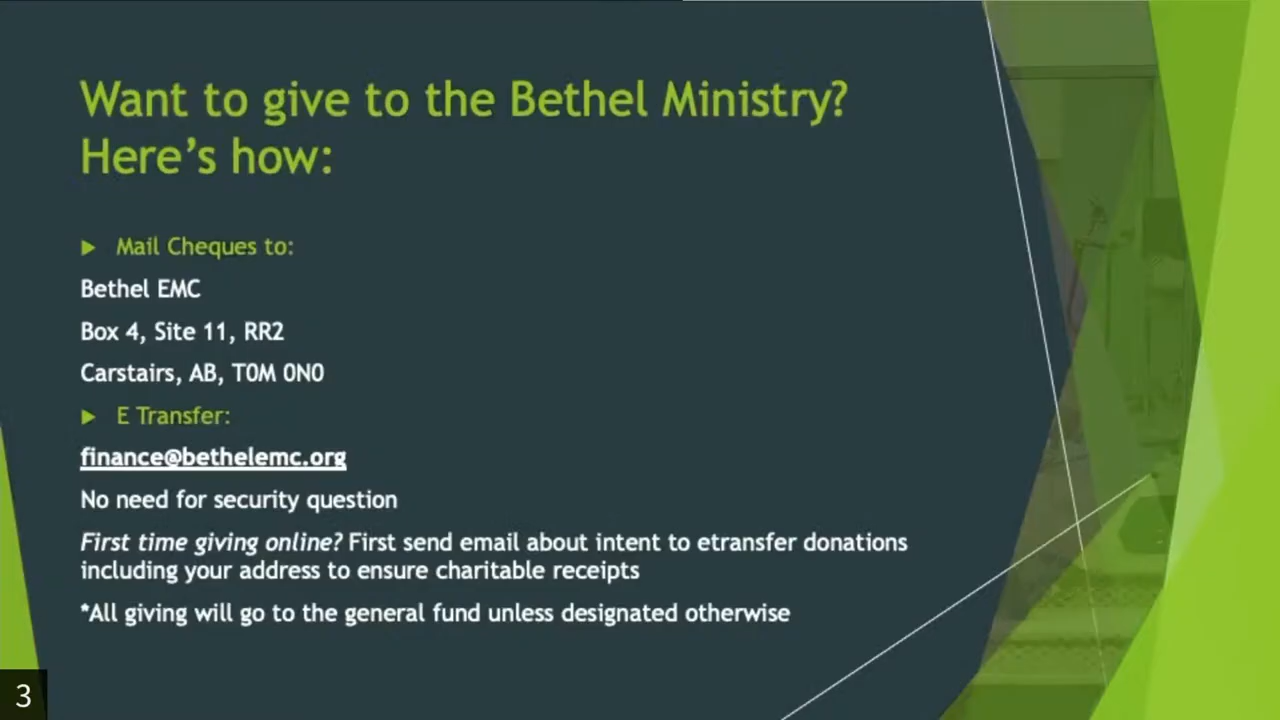 Want to give to the Bethel Ministry?
Here's how:
Mail Cheques to:
Bethel EMC
Box 4, Site 11, RR2
Carstairs, AB, T0M 0N0
E Transfer:
finance@bethelemc.org
No need for security question
First time giving online? First send email about intent to etransfer donations
including your address to ensure charitable receipts
*All giving will go to the general fund unless designated otherwise
3